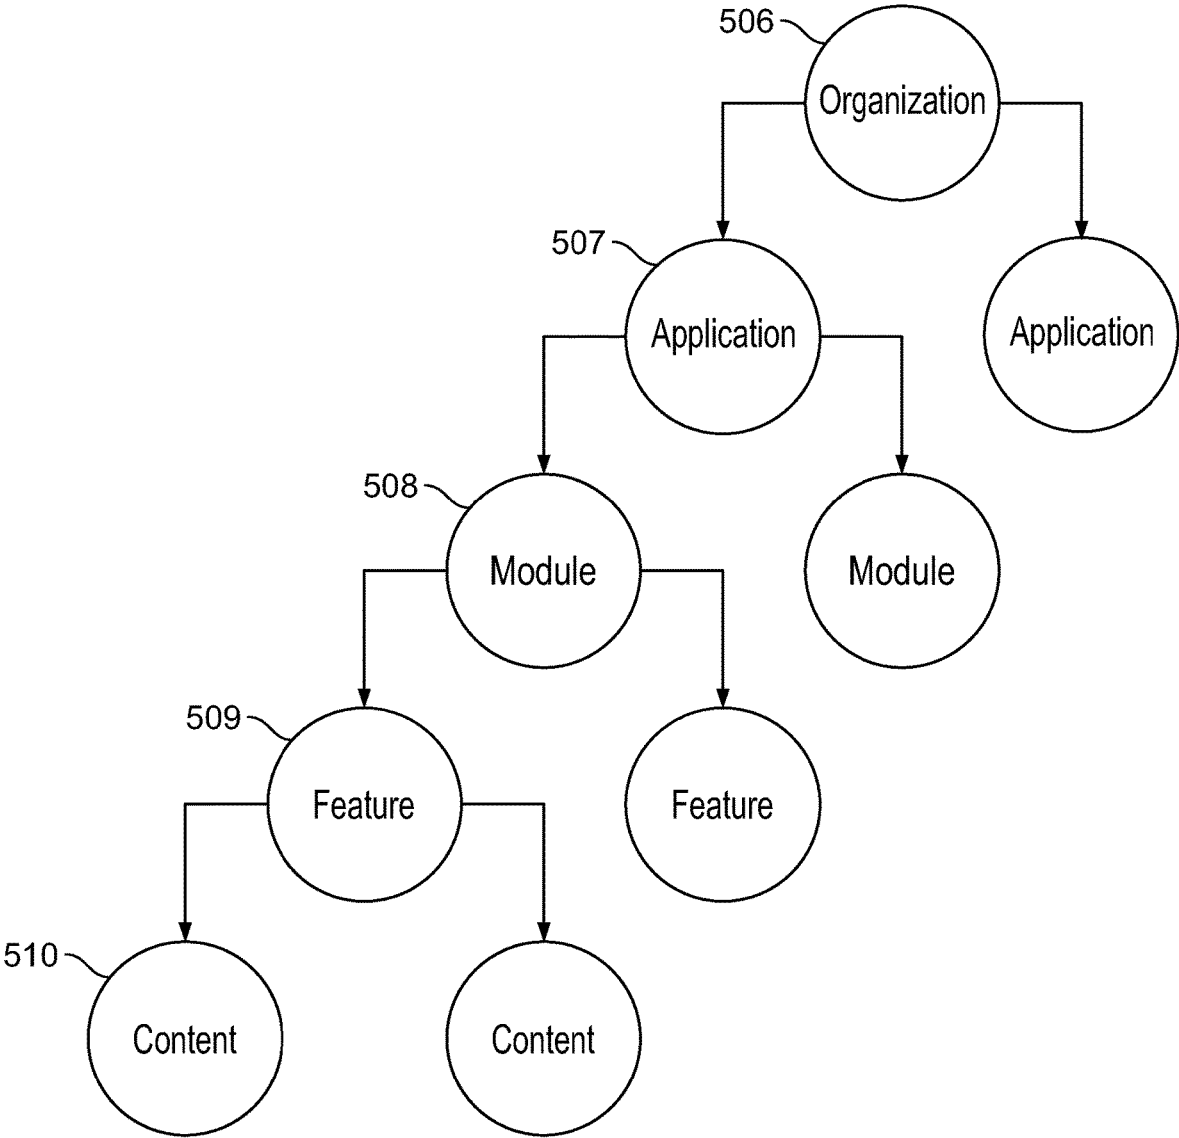 506
Organization
507
Application
Application
508
Module
Module
509
Feature
Feature
510
Content
Content